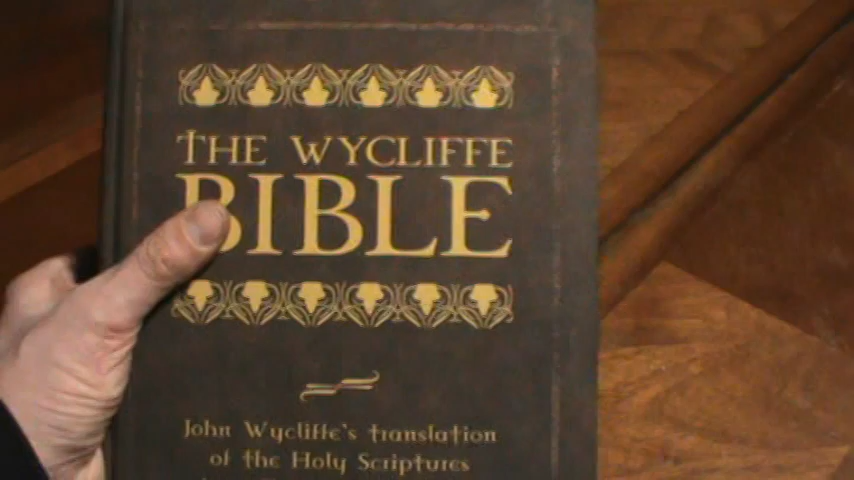 THE WYCLIFFE
BIBLE
John Wycliffe's translation
of the Holy Scriptures